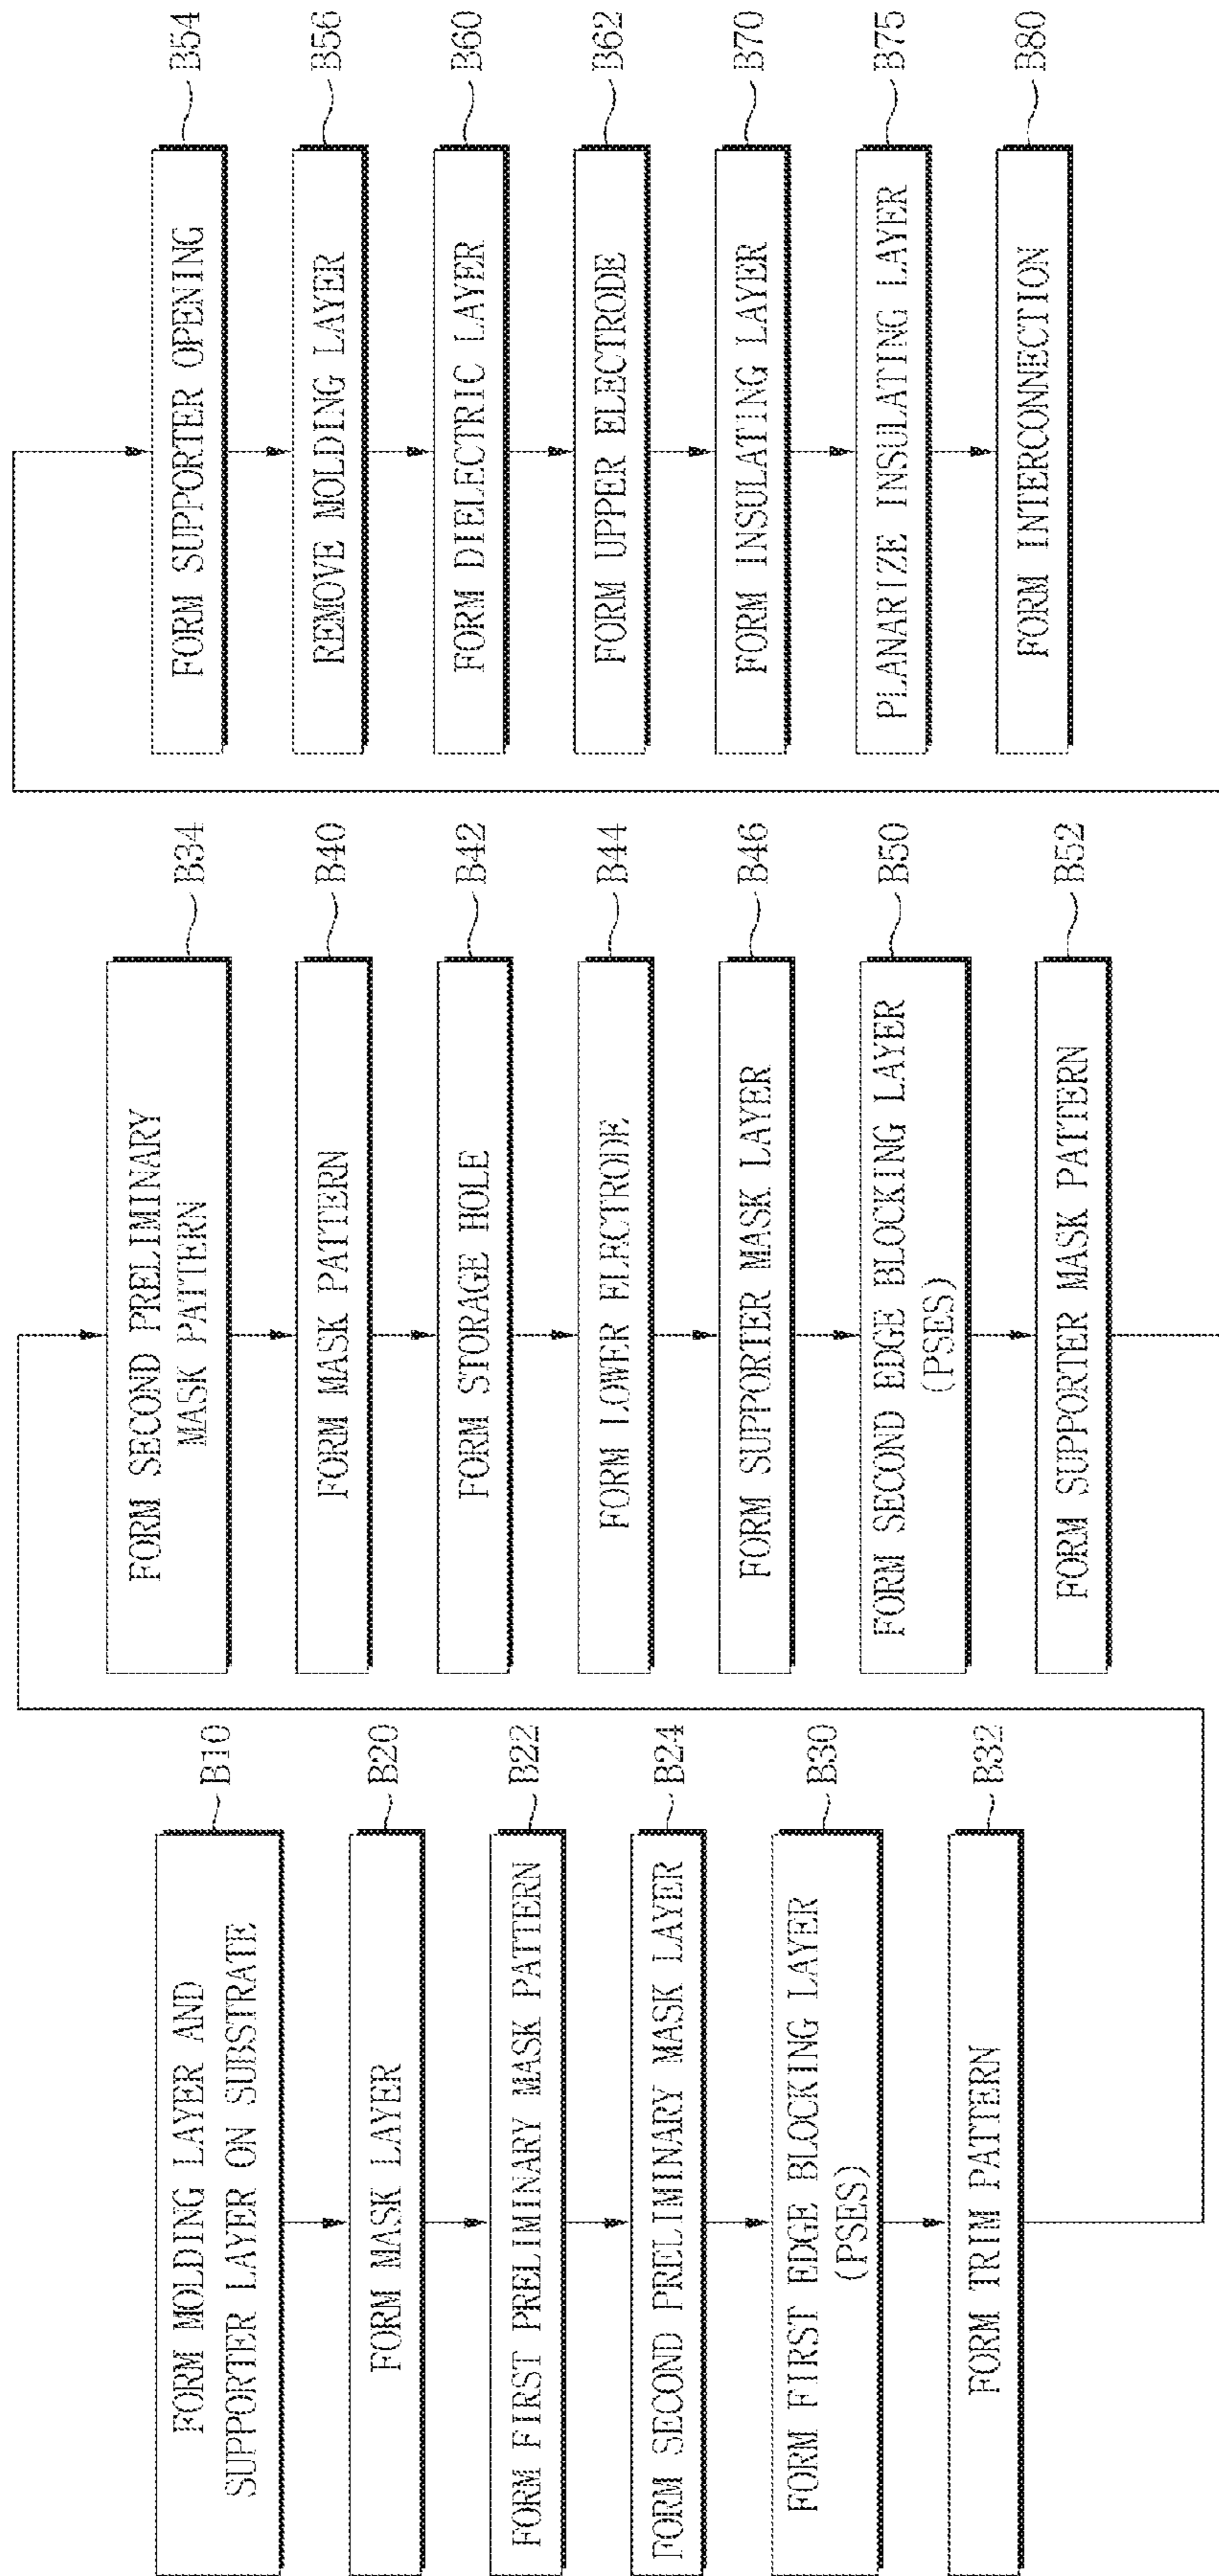 FORM MOLDING LAYER AND
SUPPORTER LAYER ON SUBSTRATE
B10
FORM MASK LAYER
B20
FORM FIRST PRELIMINARY MASK PATTERN
B22
FORM SECOND PRELIMINARY MASK LAYER
B24
FORM FIRST EDGE BLOCKING LAYER
(PSES)
B30
FORM TRIM PATTERN
B32
FORM SECOND PRELIMINARY
MASK PATTERN
B34
FORM MASK PATTERN
B40
FORM STORAGE HOLE
B42
FORM LOWER ELECTRODE
B44
FORM SUPPORTER MASK LAYER
B46
FORM SECOND EDGE BLOCKING LAYER
(PSES)
B50
FORM SUPPORTER MASK PATTERN
B52
FORM SUPPORTER OPENING
B54
REMOVE MOLDING LAYER
B56
FORM DIELECTRIC LAYER
B60
FORM UPPER ELECTRODE
B62
FORM INSULATING LAYER
B70
PLANARIZE INSULATING LAYER
B75
FORM INTERCONNECTION
B80